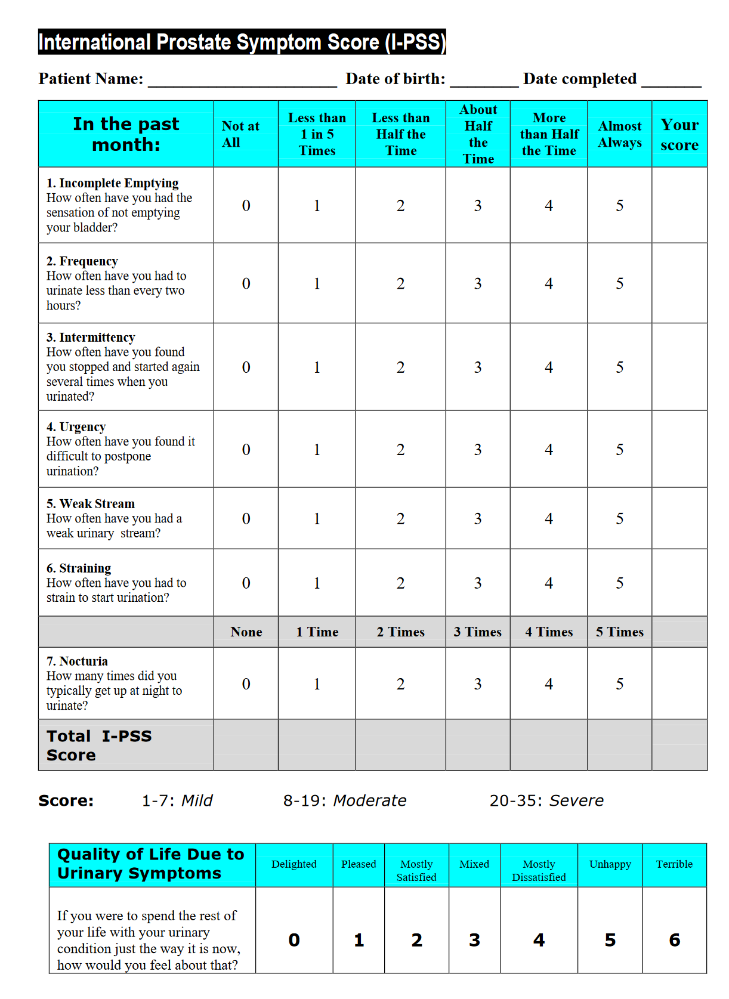 International Prostate Symptom Score (I-PSS)
Patient Name: ______________________ Date of birth: ________ Date completed _______
In the past month:
Not at All
Less than 1 in 5 Times
Less than Half the Time
About Half the Time
More than Half the Time
Almost Always
Your score
1. Incomplete Emptying
How often have you had the
sensation of not emptying
your bladder?
0 1 2 3 4 5
2. Frequency
How often have you had to
urinate less than every two
hours?
0 1 2 3 4 5
3. Intermittency
How often have you found
you stopped and started again
several times when you
urinated?
0 1 2 3 4 5
4. Urgency
How often have you found it
difficult to postpone
urination?
0 1 2 3 4 5
5. Weak Stream
How often have you had a
weak urinary stream?
0 1 2 3 4 5
6. Straining
How often have you had to
strain to start urination?
0 1 2 3 4 5
None 1 Time 2 Times 3 Times 4 Times 5 Times
7. Nocturia
How many times did you
typically get up at night to
urinate?
0 1 2 3 4 5
Total I-PSS
Score
Score: 1-7: Mild 8-19: Moderate 20-35: Severe
Quality of Life Due to
Urinary Symptoms
Delighted
Pleased
Mostly Satisfied
Mixed
Mostly Dissatisfied
Unhappy
Terrible
If you were to spend the rest of
your life with your urinary
condition just the way it is now,
how would you feel about that?
0 1 2 3 4 5 6